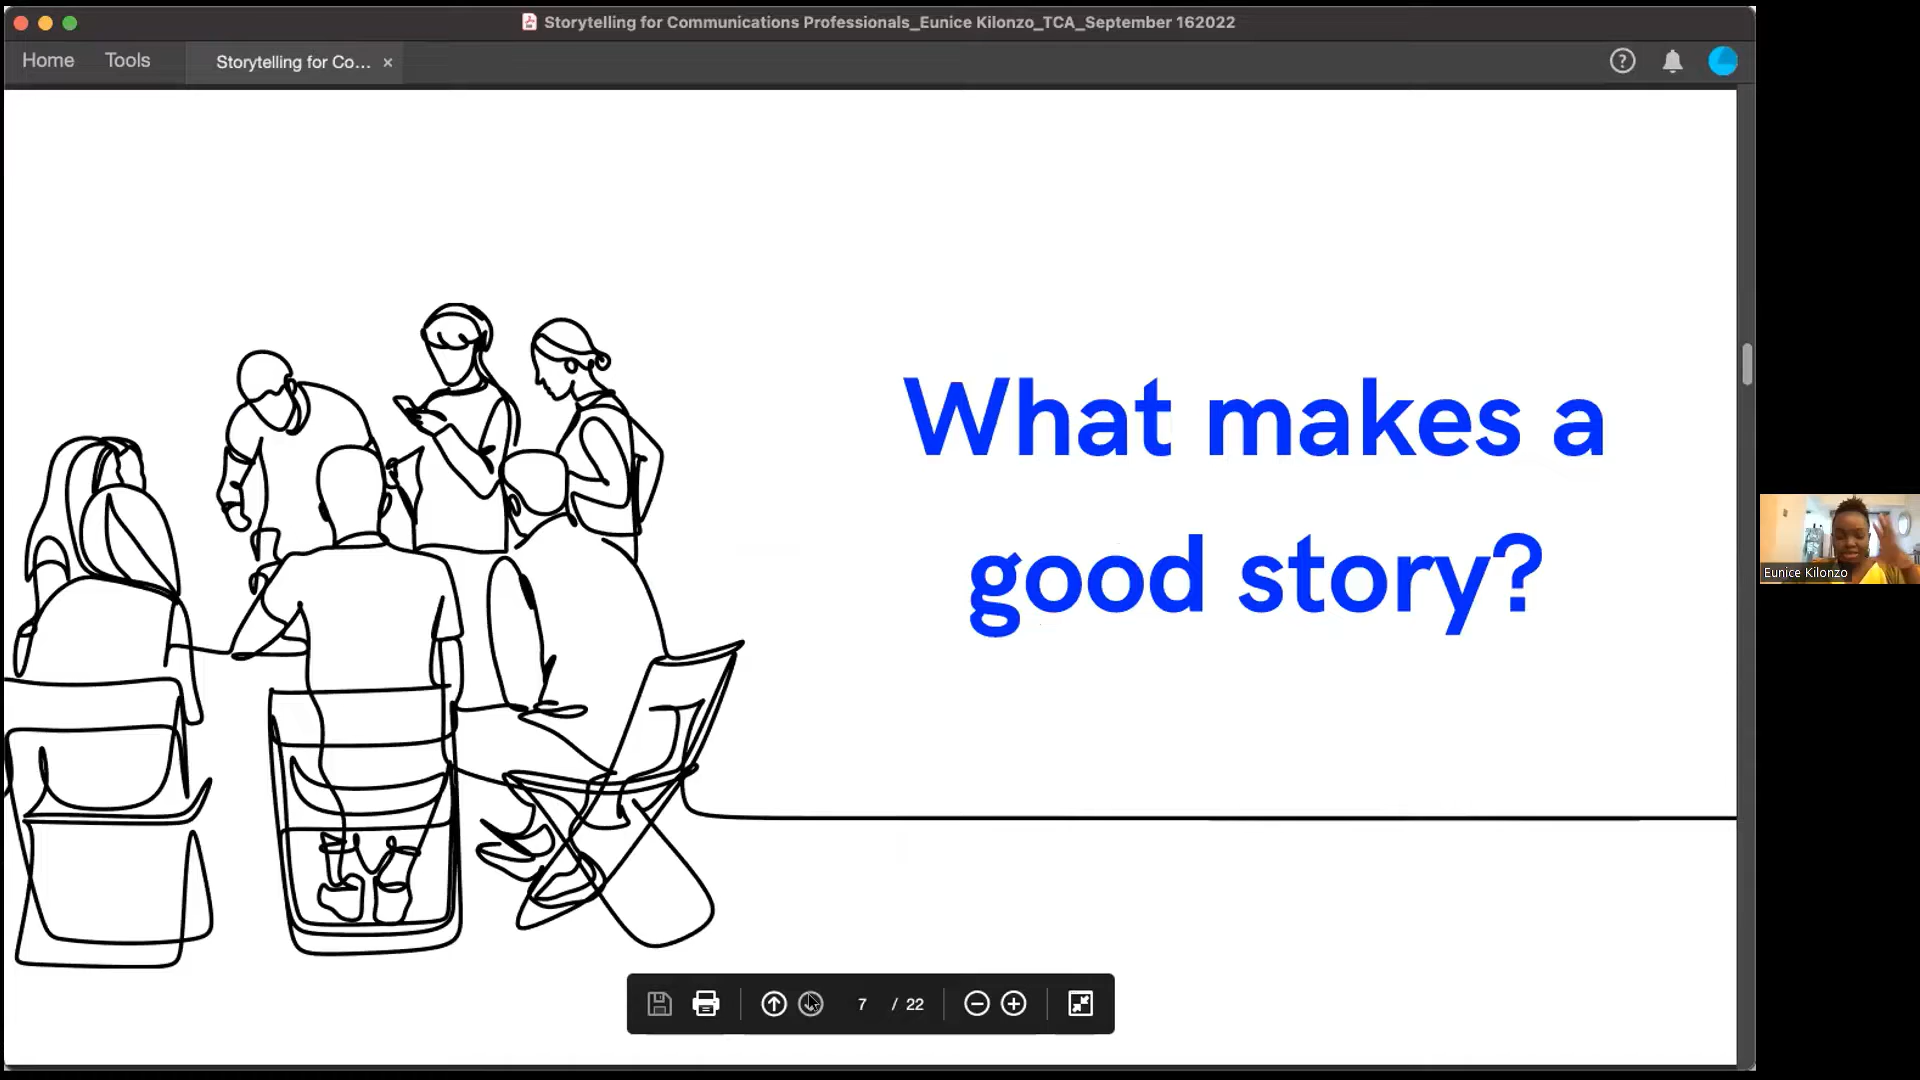 Storytelling for Communications Professionals_Eunice Kilonzo_TCA_September 162022
Home
Tools
Storytelling for Co...
What makes a
good story?
Eunice Kilonzo
7 / 22